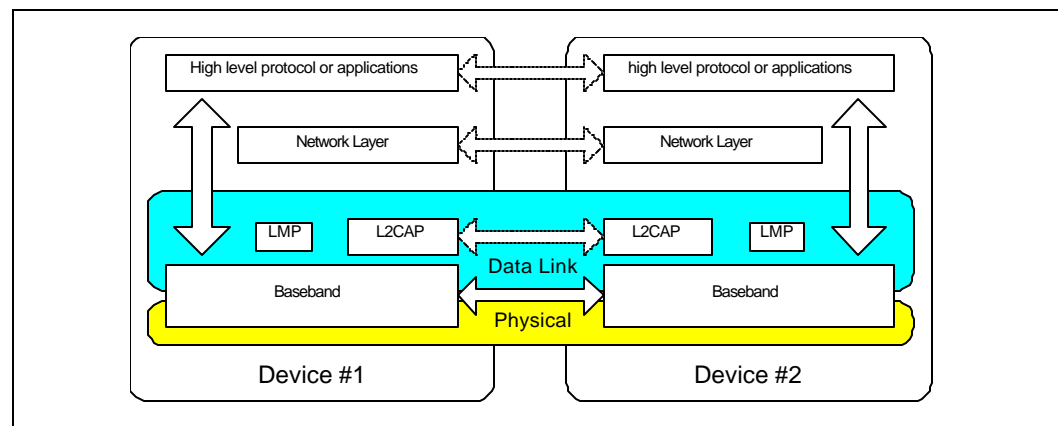 High level protocol or applications
high level protocol or applications
Network Layer
Network Layer
LMP
L2CAP
L2CAP
LMP
Data Link
Baseband
Baseband
Physical
Device #1
Device #2